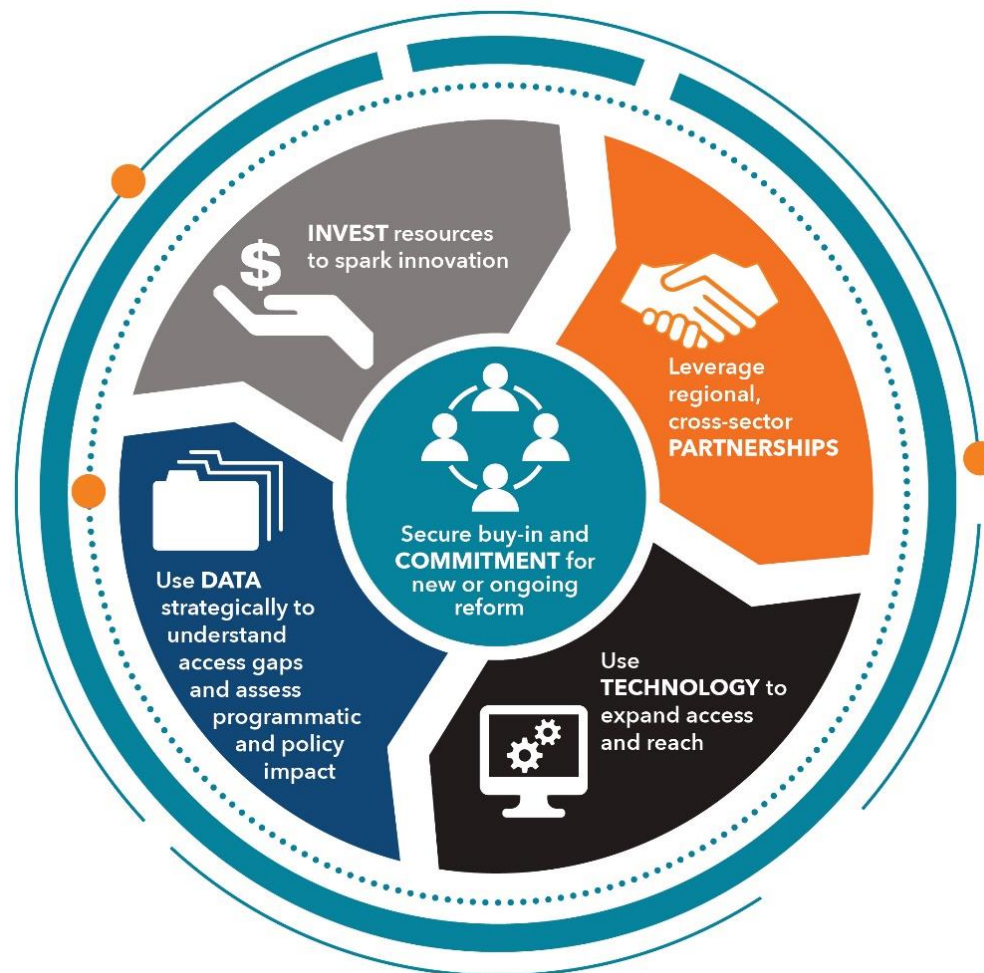 INVEST resources
to spark innovation
$
Leverage
regional,
cross-sector
PARTNERSHIPS
Secure buy-in and
COMMITMENT for
new or ongoing
reform
Use DATA
strategically to
understand
access gaps
and assess
programmatic
and policy
impact
Use
TECHNOLOGY to
expand access
and reach